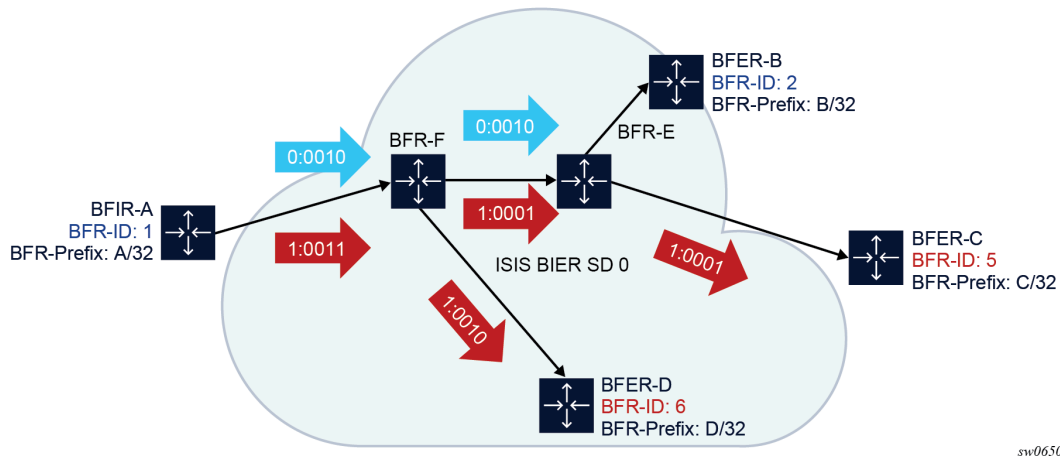 BFER-B
BFR-ID: 2
BFR-Prefix: B/32
BFR-F
0:0010
BFR-E
0:0010
BFIR-A
BFR-ID: 1
BFR-Prefix: A/32
1:0001
1:0011
ISIS BIER SD 0
1:0001
BFER-C
BFR-ID: 5
BFR-Prefix: C/32
1:0010
BFER-D
BFR-ID: 6
BFR-Prefix: D/32